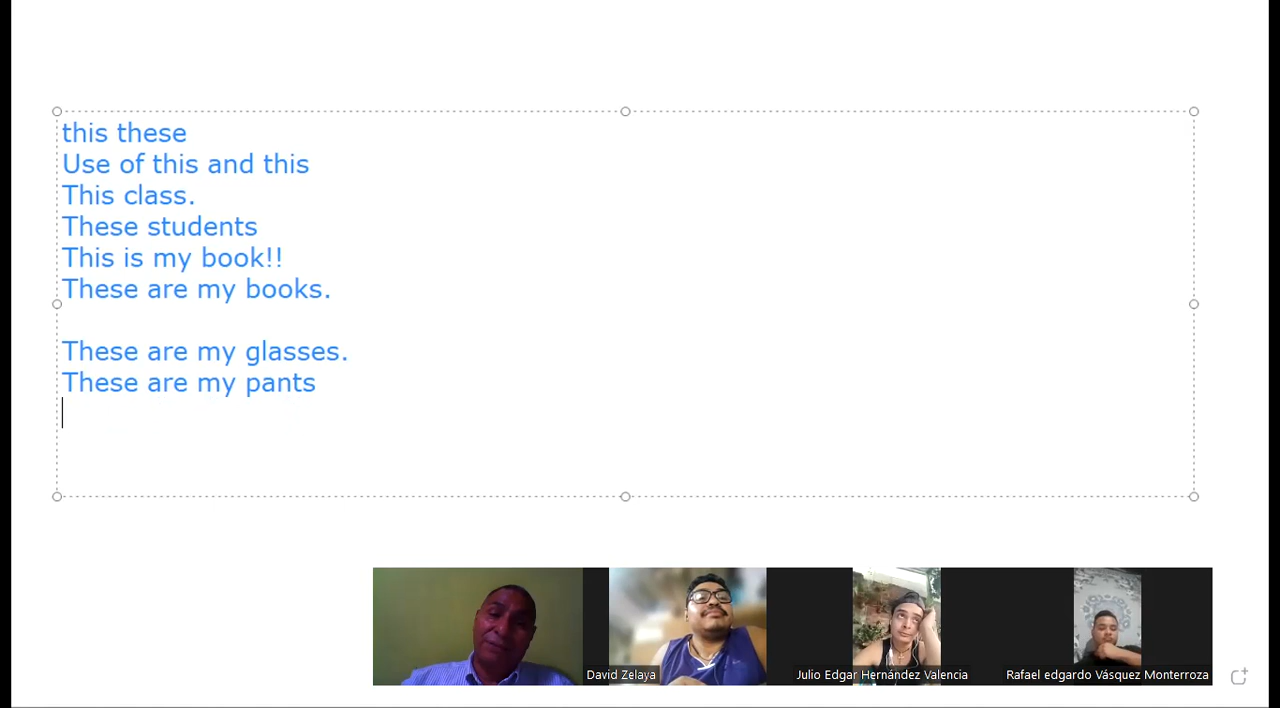 this these
Use of this and this
This class.
These students
This is my book!!
These are my books.
These are my glasses.
These are my pants
David Zelaya
Julio Edgar Hernández Valencia
Rafael edgardo Vásquez Monterroza